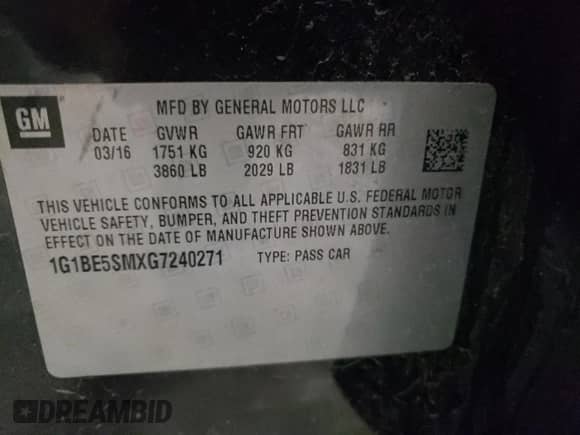 GM
MFD BY GENERAL MOTORS LLC
DATE GVWR GAWR FRT GAWR RR
03/16 1751 KG 920 KG 831 KG
3860 LB 2029 LB 1831 LB
THIS VEHICLE CONFORMS TO ALL APPLICABLE U.S. FEDERAL MOTOR
VEHICLE SAFETY, BUMPER, AND THEFT PREVENTION STANDARDS IN
EFFECT ON THE DATE OF MANUFACTURE SHOWN ABOVE.
1G1BE5SMXG7240271 TYPE: PASS CAR
DREAMBID